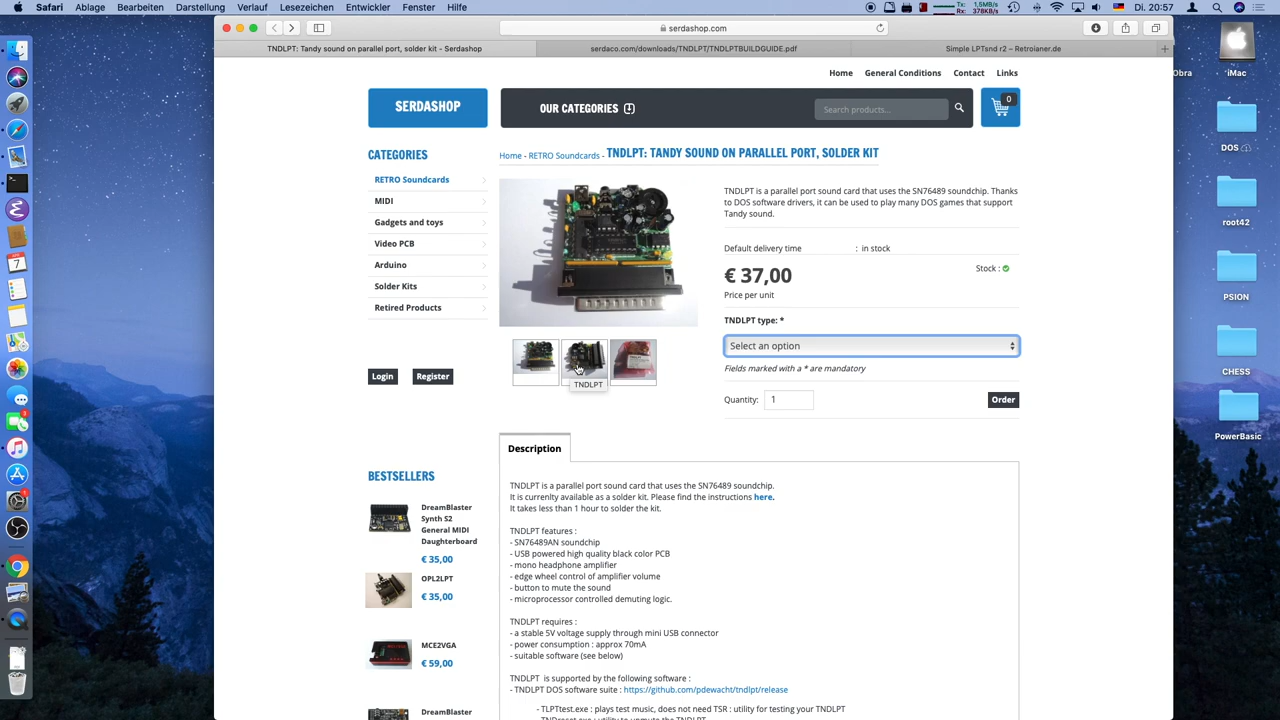 Safari Ablage Bearbeiten Darstellung Verlauf Lesezeichen Fenster Hilfe
serdashop.com
TNDLPT: Tandy sound on parallel port, solder kit - Serdashop
serdaco.com/downloads/TNDLPT/TNDLPTBUILDGUIDE.pdf
Simple LPTsnd r2 – Retroianer.de
Home General Conditions Contact Links
SERDASHOP
OUR CATEGORIES
Search products...
0
CATEGORIES
RETRO Soundcards
MIDI
Gadgets and toys
Video PCB
Arduino
Solder Kits
Retired Products
Login Register
BESTSELLERS
DreamBlaster
Synth S2
General MIDI
Daughterboard
€ 35,00
OPL2LPT
€ 35,00
MCE2VGA
€ 59,00
DreamBlaster
Home - RETRO Soundcards - TNDLPT: TANDY SOUND ON PARALLEL PORT, SOLDER KIT
TNDLPT
TNDLPT is a parallel port sound card that uses the SN76489 soundchip. Thanks
to DOS software drivers, it can be used to play many DOS games that support
Tandy sound.
Default delivery time : in stock
€ 37,00
Stock :
Price per unit
TNDLPT type: *
Select an option
Fields marked with a * are mandatory
Quantity: 1
Order
Description
TNDLPT is a parallel port sound card that uses the SN76489 soundchip.
It is currenlty available as a solder kit. Please find the instructions here.
It takes less than 1 hour to solder the kit.
TNDLPT features :
- SN76489AN soundchip
- USB powered high quality black color PCB
- mono headphone amplifier
- edge wheel control of amplifier volume
- button to mute the sound
- microprocessor controlled demuting logic.
TNDLPT requires :
- a stable 5V voltage supply through mini USB connector
- power consumption : approx 70mA
- suitable software (see below)
TNDLPT is supported by the following software :
- TNDLPT DOS software suite : https://github.com/pdewacht/tndlpt/release
- TLPTtest.exe : plays test music, does not need TSR : utility for testing your TNDLPT
Obra
iMac
DOS
root42
PSION
CHESS
PowerBasic